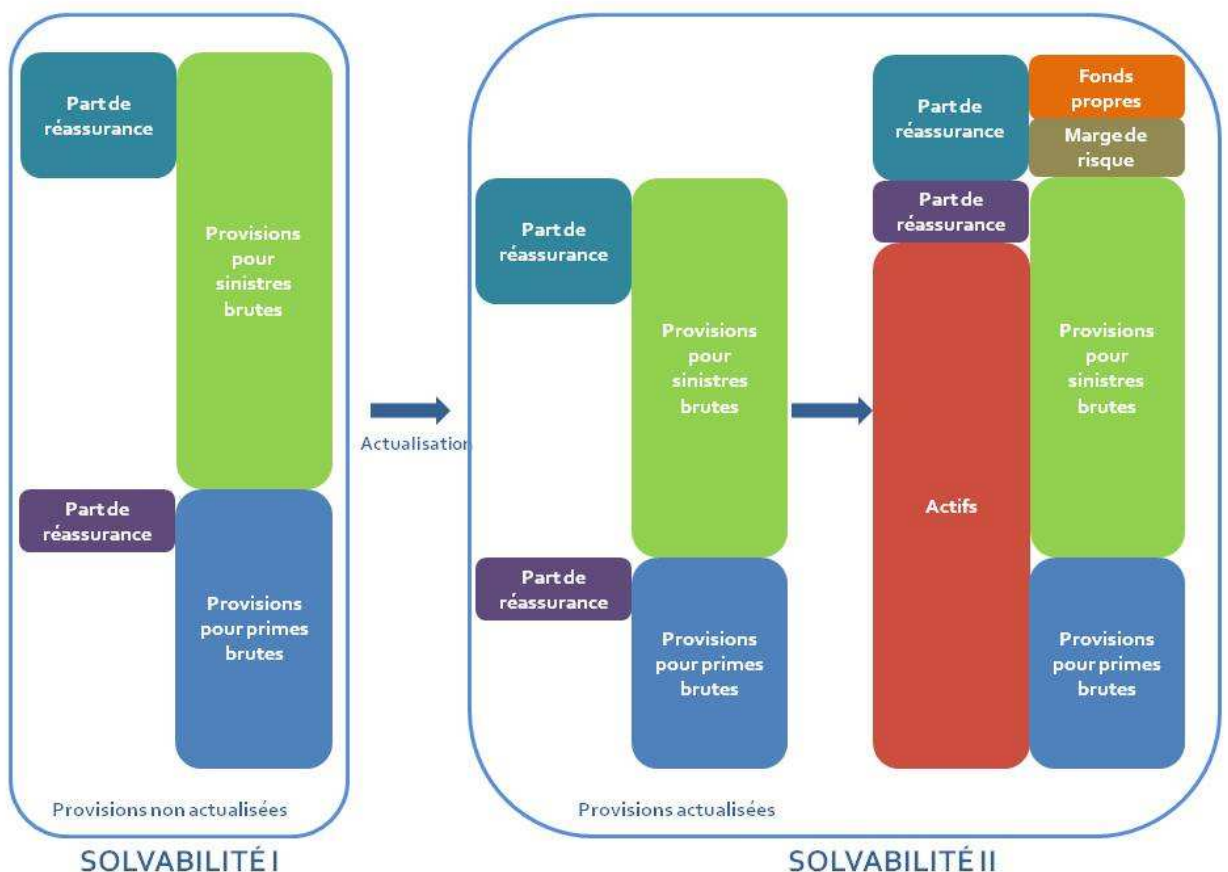 Part de
réassurance
Provisions
pour
sinistres
brutes
Part de
réassurance
Provisions
pour primes
brutes
Provisions non actualisées
SOLVABILITÉ I
Actualisation
Part de
réassurance
Provisions
pour
sinistres
brutes
Part de
réassurance
Provisions
pour primes
brutes
Part de
réassurance
Fonds
propres
Marge de
risque
Part de
réassurance
Provisions
pour
sinistres
brutes
Actifs
Provisions
pour primes
brutes
Provisions actualisées
SOLVABILITÉ II